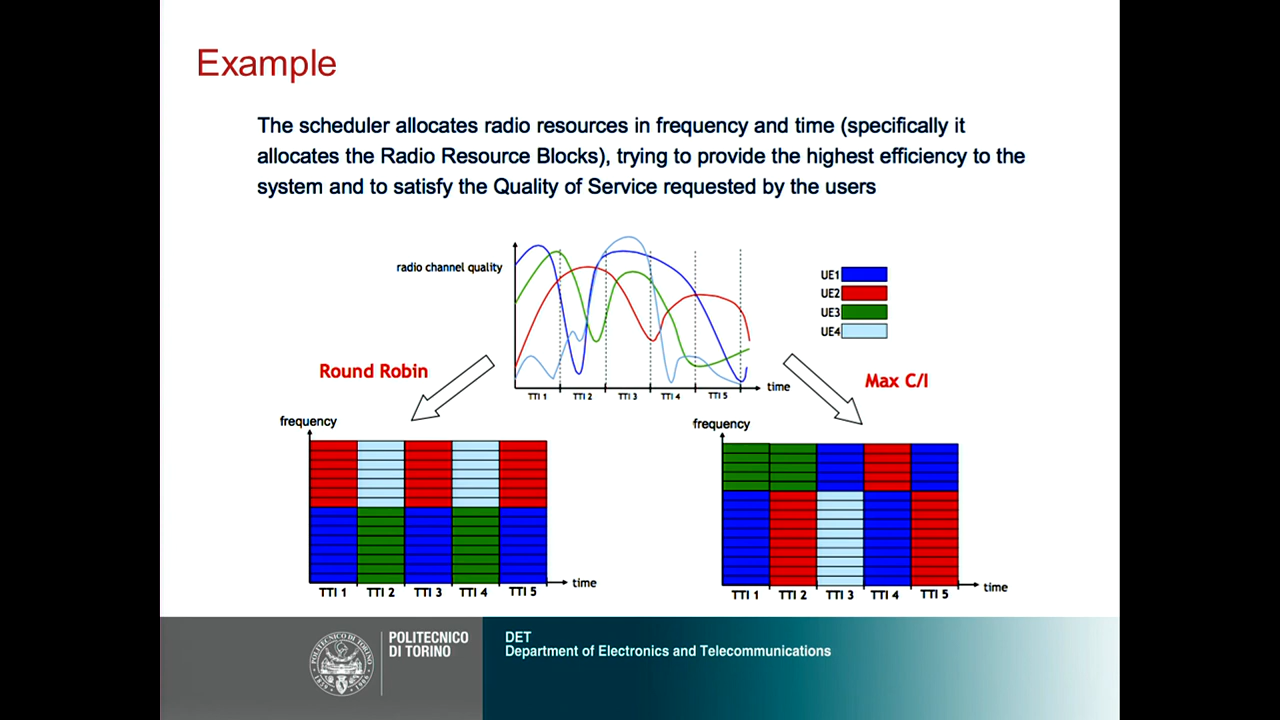 Example
The scheduler allocates radio resources in frequency and time (specifically it
allocates the Radio Resource Blocks), trying to provide the highest efficiency to the
system and to satisfy the Quality of Service requested by the users
radio channel quality
UE1
UE2
UE3
UE4
time
TTI 1 TTI 2 TTI 3 TTI 4 TTI 5
Round Robin
Max C/I
frequency
time
TTI 1 TTI 2 TTI 3 TTI 4 TTI 5
frequency
time
TTI 1 TTI 2 TTI 3 TTI 4 TTI 5
POLITECNICO
DI TORINO
DET
Department of Electronics and Telecommunications